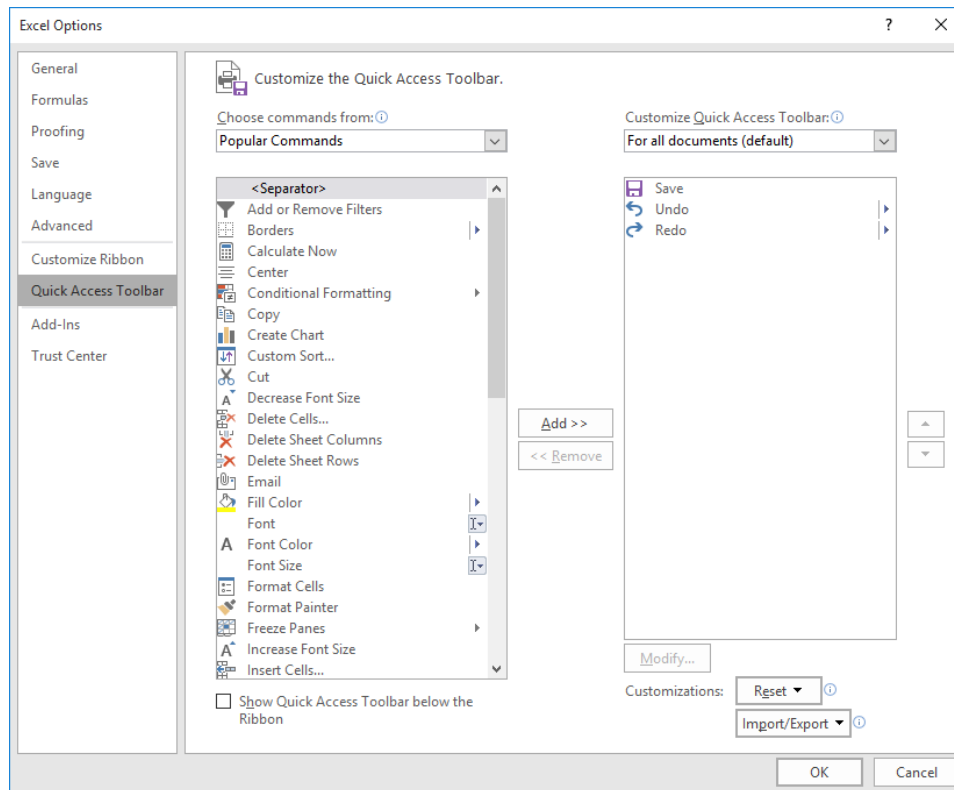 Excel Options
?
General
Formulas
Proofing
Save
Language
Advanced
Customize Ribbon
Quick Access Toolbar
Add-Ins
Trust Center
Customize the Quick Access Toolbar.
Choose commands from:
Popular Commands
<Separator>
Add or Remove Filters
Borders
Calculate Now
Center
Conditional Formatting
Copy
Create Chart
Custom Sort...
Cut
Decrease Font Size
Delete Cells...
Delete Sheet Columns
Delete Sheet Rows
Email
Fill Color
Font
Font Color
Font Size
Format Cells
Format Painter
Freeze Panes
Increase Font Size
Insert Cells...
Show Quick Access Toolbar below the
Ribbon
Add >>
<< Remove
Customize Quick Access Toolbar:
For all documents (default)
Save
Undo
Redo
Modify...
Customizations:
Reset
Import/Export
OK
Cancel